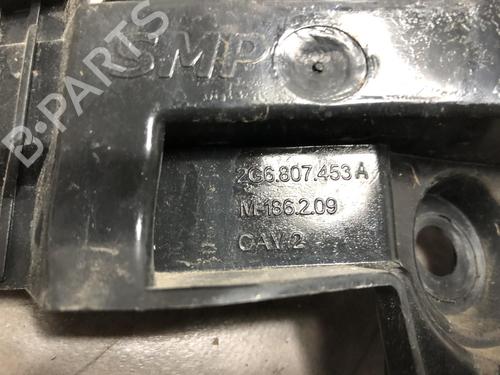 SMP
B-PARTS
2G6.807.453 A
M-186.2.09
CAV 2